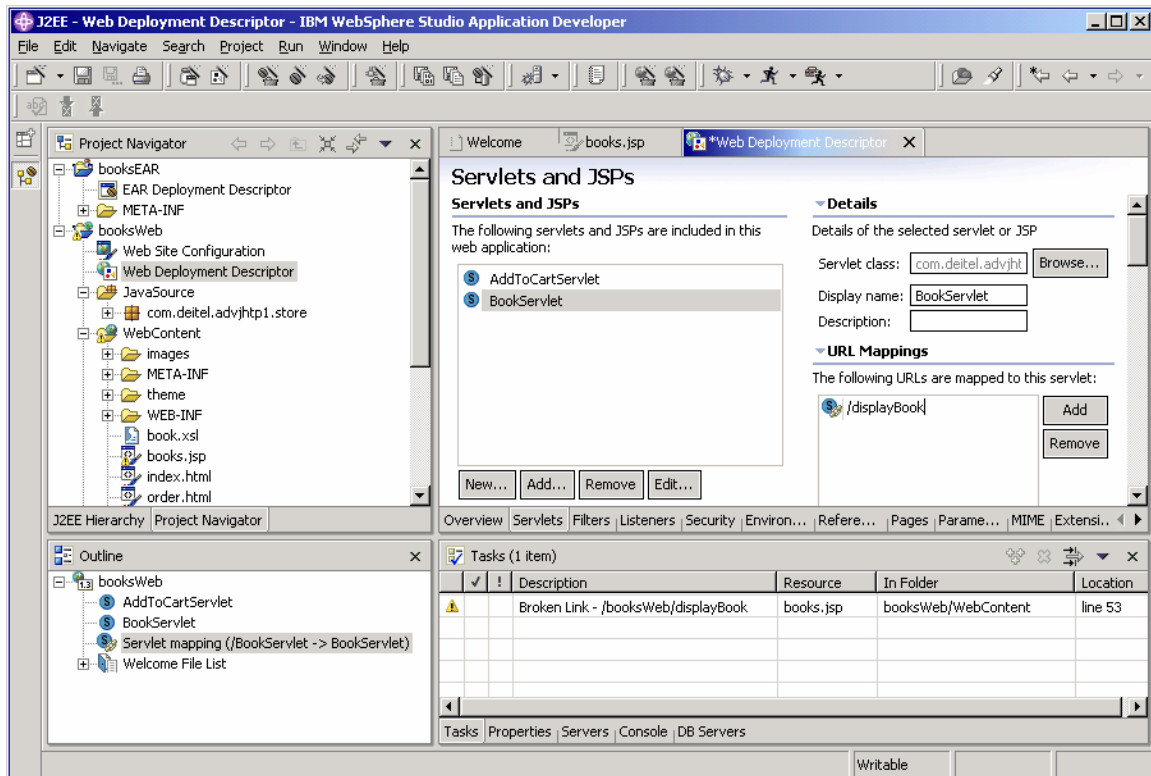 J2EE - Web Deployment Descriptor - IBM WebSphere Studio Application Developer
File Edit Navigate Search Project Run Window Help
Project Navigator
booksEAR
EAR Deployment Descriptor
META-INF
booksWeb
Web Site Configuration
Web Deployment Descriptor
JavaSource
com.deitel.advjhtp1.store
WebContent
images
META-INF
theme
WEB-INF
book.xsl
books.jsp
index.html
order.html
J2EE Hierarchy Project Navigator
Welcome books.jsp *Web Deployment Descriptor
Servlets and JSPs
Servlets and JSPs
The following servlets and JSPs are included in this
web application:
AddToCartServlet
BookServlet
New... Add... Remove Edit...
Details
Details of the selected servlet or JSP
Servlet class: com.deitel.advjht Browse...
Display name: BookServlet
Description:
URL Mappings
The following URLs are mapped to this servlet:
/displayBook
Add
Remove
Overview Servlets Filters Listeners Security Environ... Refere... Pages Parame... MIME Extensi..
Outline
booksWeb
AddToCartServlet
BookServlet
Servlet mapping (/BookServlet -> BookServlet)
Welcome File List
Tasks (1 item)
! Description Resource In Folder Location
Broken Link - /booksWeb/displayBook books.jsp booksWeb/WebContent line 53
Tasks Properties Servers Console DB Servers
Writable